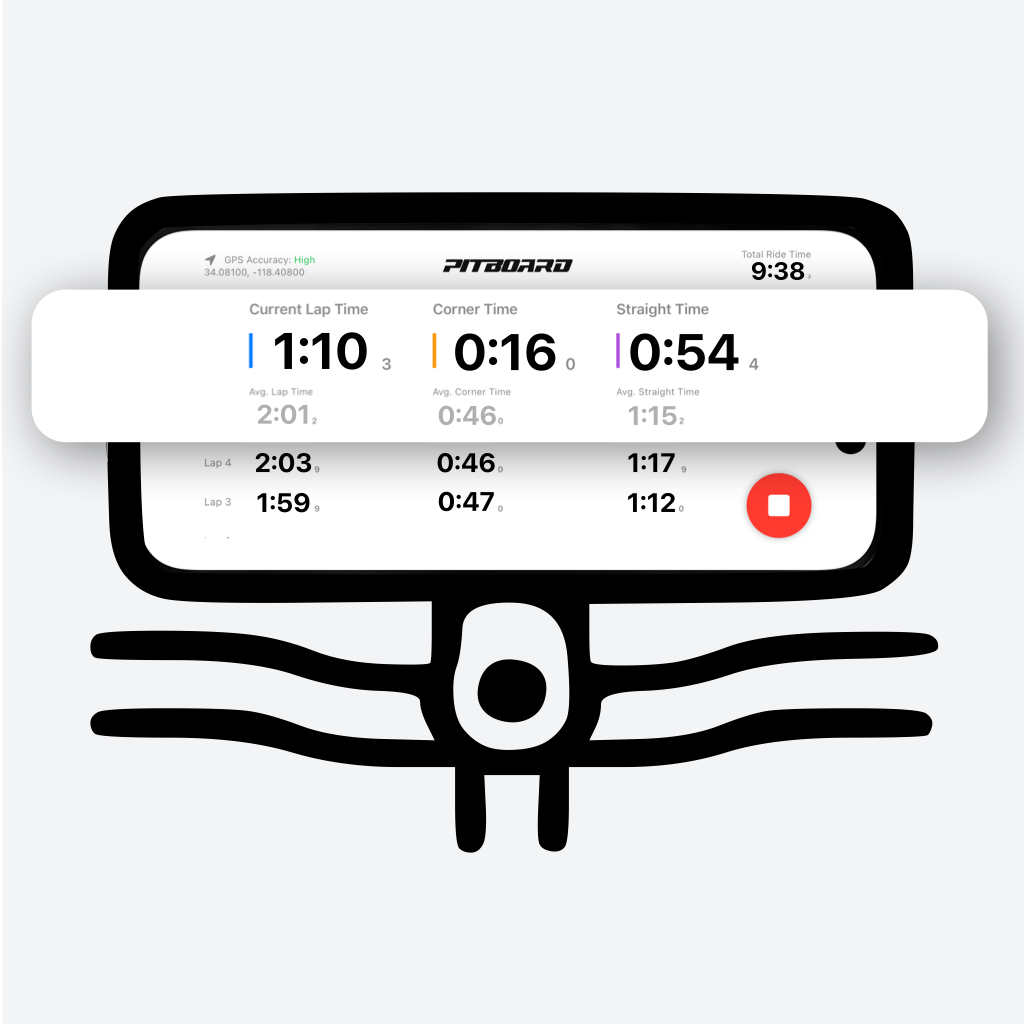 GPS Accuracy: High
34.08100, -118.40800
PITBOARD
Total Ride Time
9:38
Current Lap Time Corner Time Straight Time
1:10 3 0:16 0 0:54 4
Avg. Lap Time Avg. Corner Time Avg. Straight Time
2:01 2 0:46 0 1:15 2
Lap 4 2:03 9 0:46 0 1:17 9
Lap 3 1:59 9 0:47 0 1:12 0